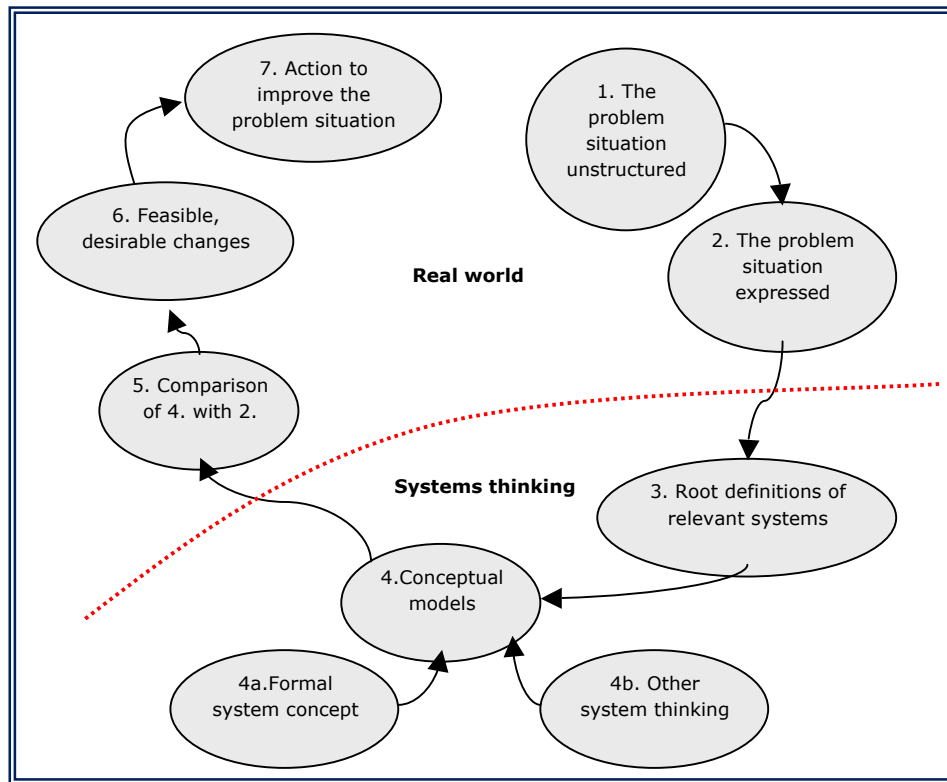 7. Action to
improve the
problem situation
1. The
problem
situation
unstructured
6. Feasible,
desirable changes
2. The problem
situation
expressed
Real world
5. Comparison
of 4. with 2.
Systems thinking
3. Root definitions of
relevant systems
4.Conceptual
models
4a.Formal
system concept
4b. Other
system thinking